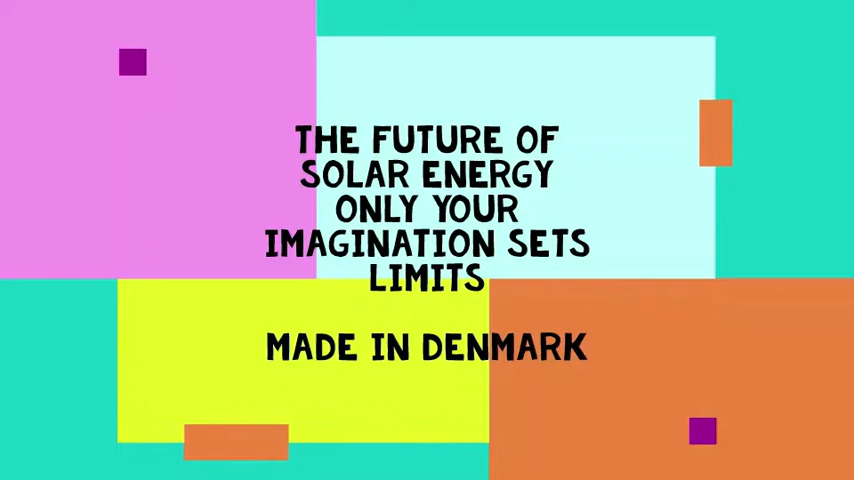 THE FUTURE OF
SOLAR ENERGY
ONLY YOUR
IMAGINATION SETS
LIMITS
MADE IN DENMARK